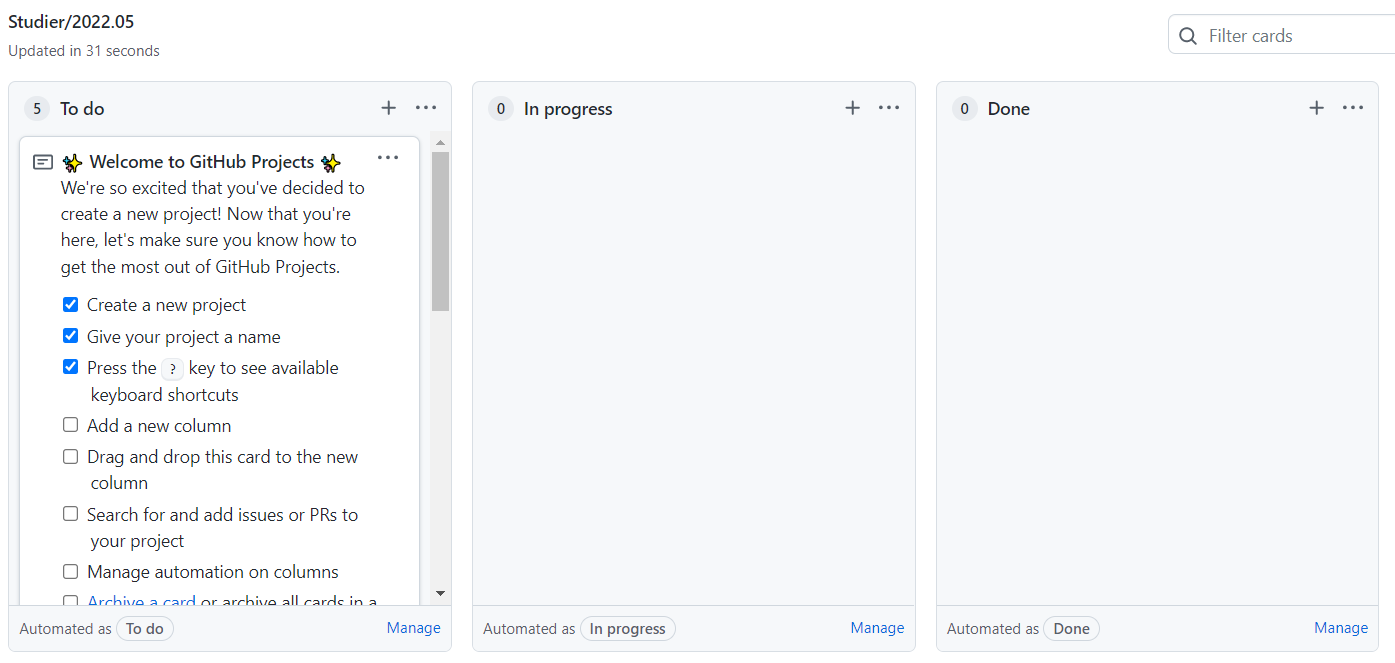 Studier/2022.05
Updated in 31 seconds
Filter cards
5 To do
✨ Welcome to GitHub Projects ✨
We're so excited that you've decided to
create a new project! Now that you're
here, let's make sure you know how to
get the most out of GitHub Projects.
Create a new project
Give your project a name
Press the ? key to see available
keyboard shortcuts
Add a new column
Drag and drop this card to the new
column
Search for and add issues or PRs to
your project
Manage automation on columns
Archive a card or archive all cards in a
Automated as To do Manage
0 In progress
Automated as In progress Manage
0 Done
Automated as Done Manage